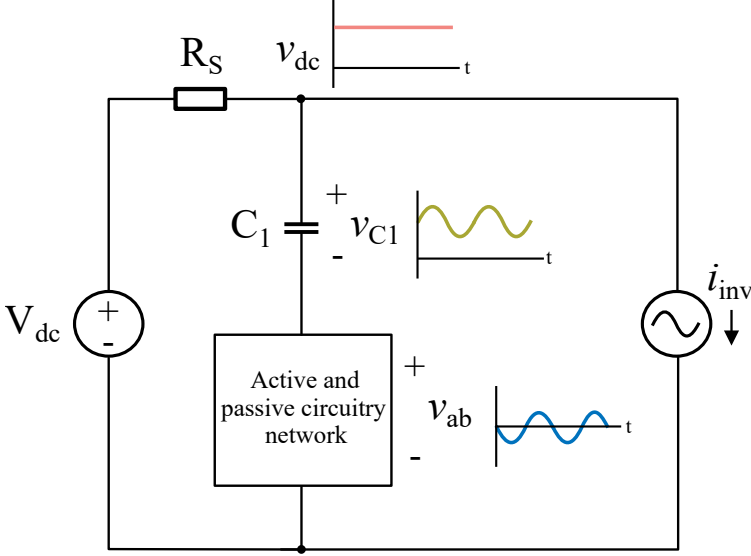 v_dc
t
R_S
+
C_1
v_C1
-
t
i_inv
V_dc
+
-
Active and
passive circuitry
network
+
v_ab
t
-